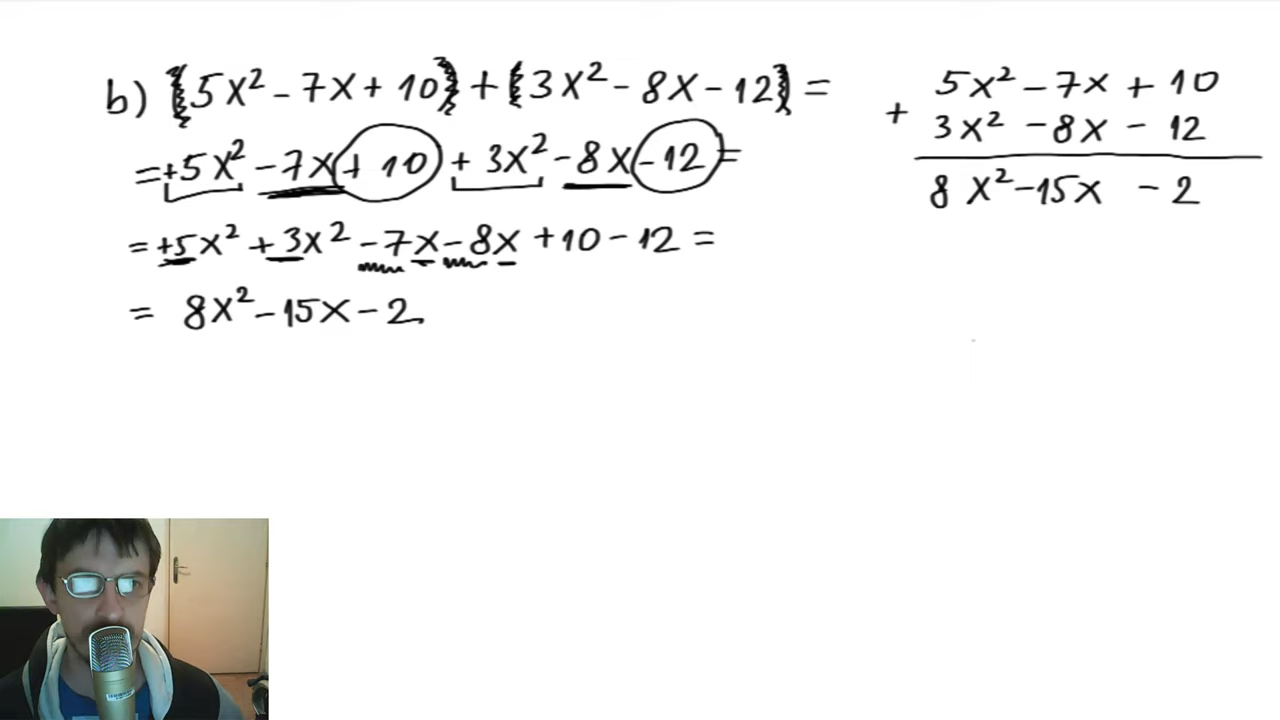 b) (5x² - 7x + 10) + (3x² - 8x - 12) =
= +5x² - 7x + 10 + 3x² - 8x - 12 =
= +5x² + 3x² - 7x - 8x + 10 - 12 =
= 8x² - 15x - 2
5x² - 7x + 10
+ 3x² - 8x - 12
8x² - 15x - 2